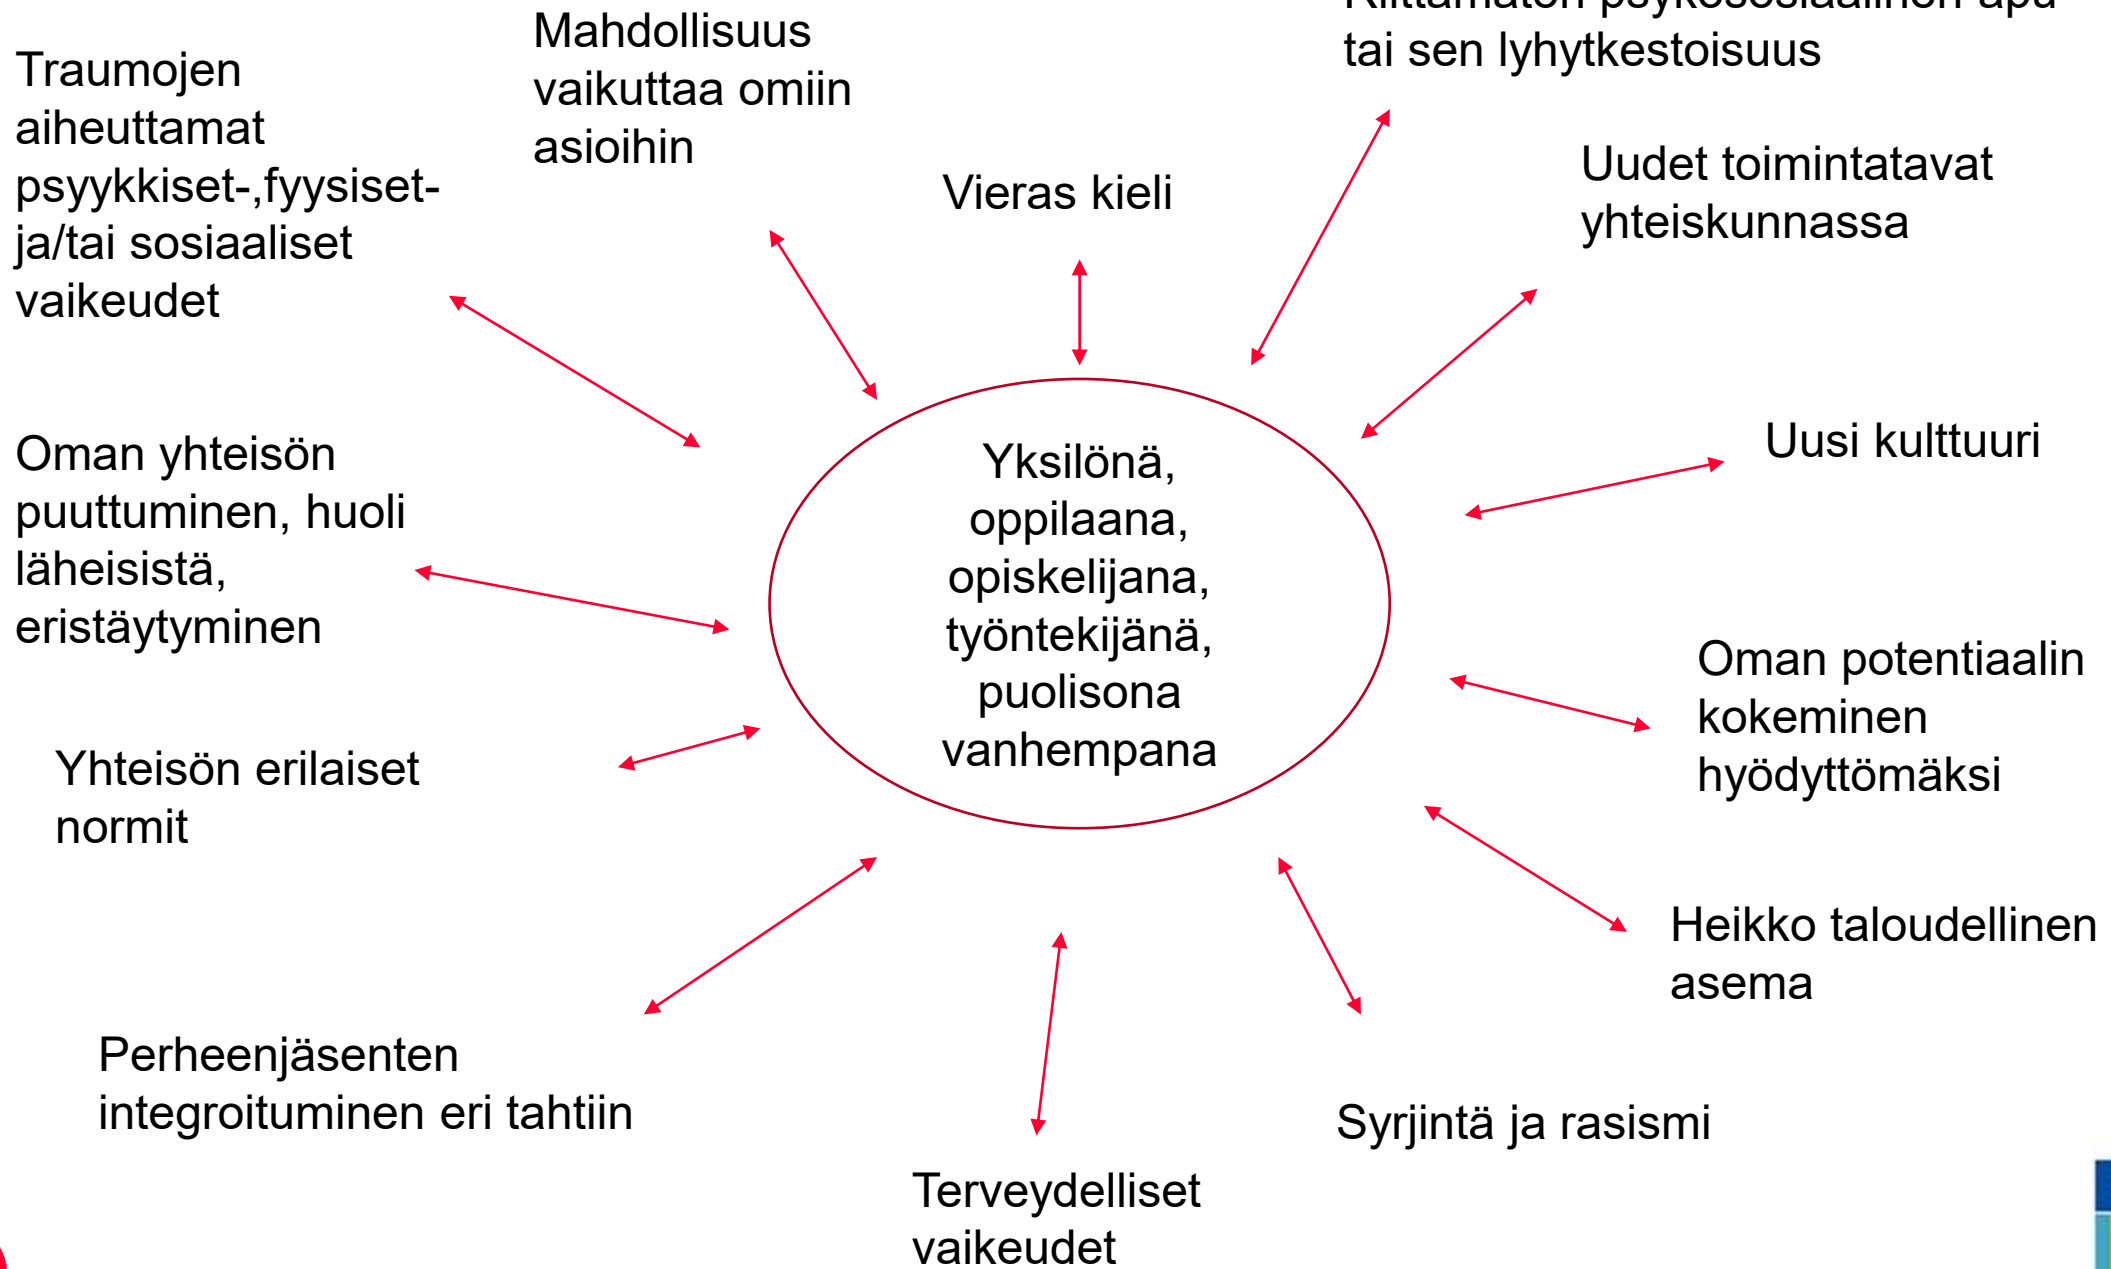 Mahdollisuus
vaikuttaa omiin
asioihin
psykososiaalinen apu
tai sen lyhytkestoisuus
Traumojen
aiheuttamat
psyykkiset-,fyysiset-
ja/tai sosiaaliset
vaikeudet
Vieras kieli
Uudet toimintatavat
yhteiskunnassa
Uusi kulttuuri
Yksilönä,
oppilaana,
opiskelijana,
työntekijänä,
puolisona
vanhempana
Oman yhteisön
puuttuminen, huoli
läheisistä,
eristäytyminen
Oman potentiaalin
kokeminen
hyödyttömäksi
Yhteisön erilaiset
normit
Heikko taloudellinen
asema
Perheenjäsenten
integroituminen eri tahtiin
Syrjintä ja rasismi
Terveydelliset
vaikeudet